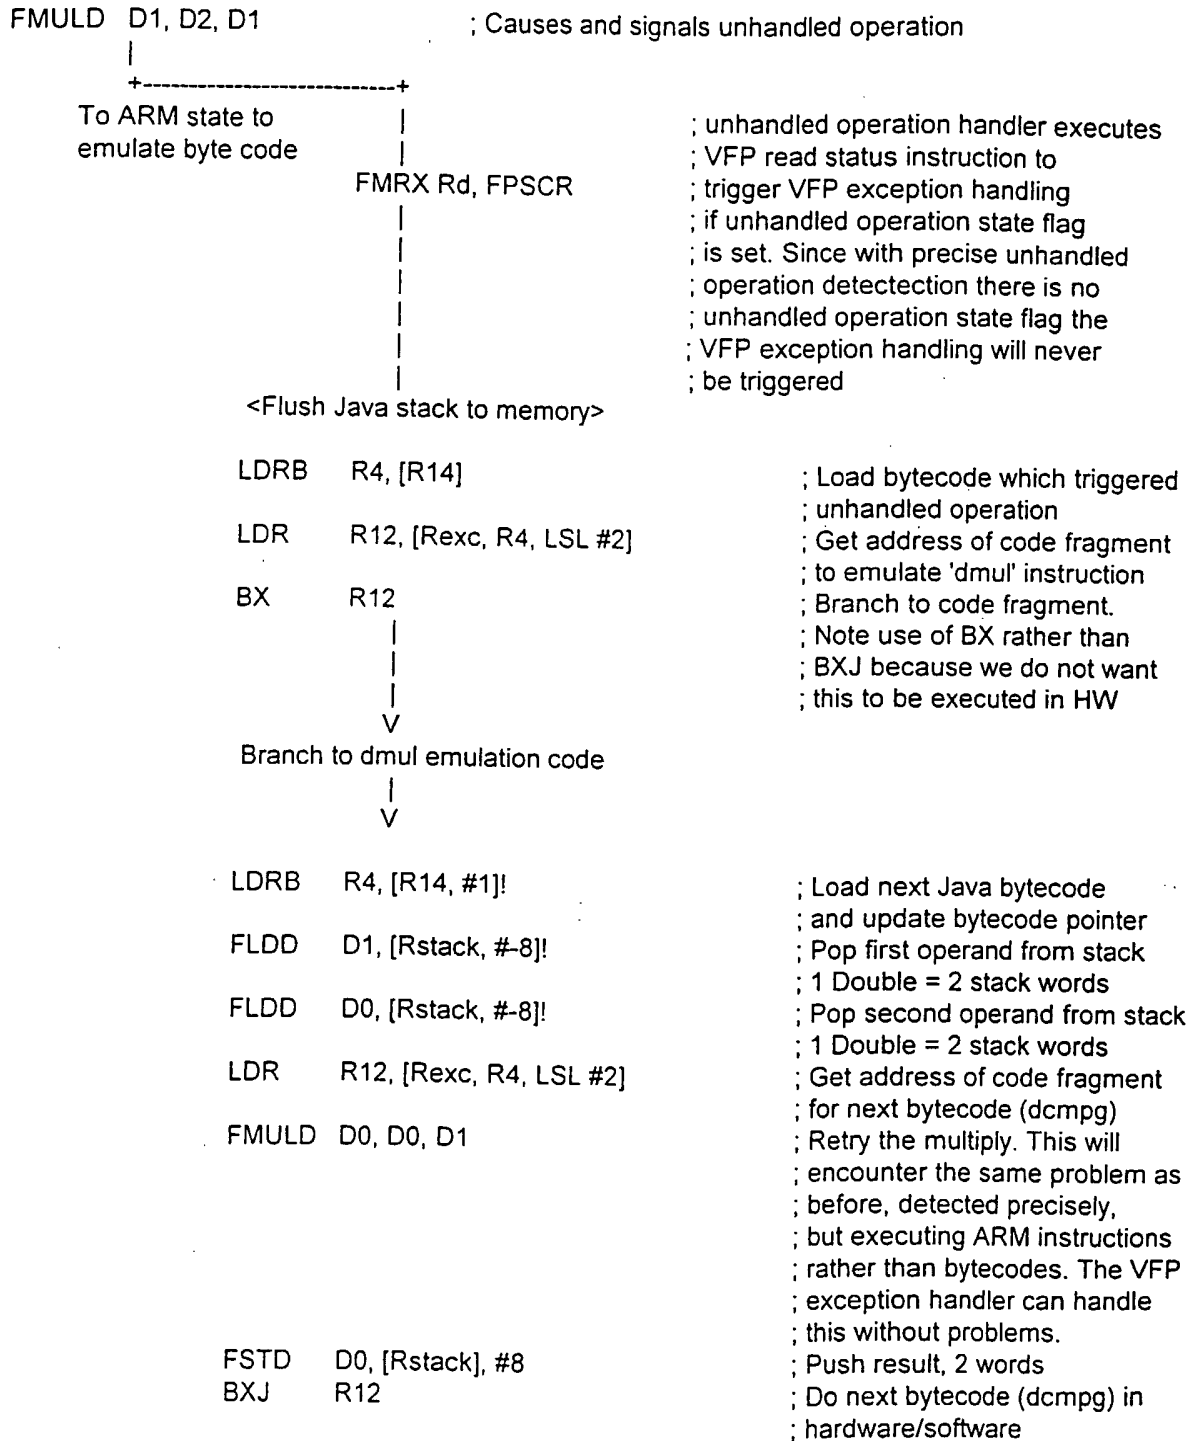 FMULD D1, D2, D1 ; Causes and signals unhandled operation
To ARM state to
emulate byte code ; unhandled operation handler executes
; VFP read status instruction to
FMRX Rd, FPSCR ; trigger VFP exception handling
; if unhandled operation state flag
; is set. Since with precise unhandled
; operation detectection there is no
; unhandled operation state flag the
; VFP exception handling will never
; be triggered
<Flush Java stack to memory>
LDRB R4, [R14] ; Load bytecode which triggered
; unhandled operation
LDR R12, [Rexc, R4, LSL #2] ; Get address of code fragment
; to emulate 'dmul' instruction
BX R12 ; Branch to code fragment.
; Note use of BX rather than
; BXJ because we do not want
; this to be executed in HW
V
Branch to dmul emulation code
V
LDRB R4, [R14, #1]! ; Load next Java bytecode
; and update bytecode pointer
FLDD D1, [Rstack, #-8]! ; Pop first operand from stack
; 1 Double = 2 stack words
FLDD D0, [Rstack, #-8]! ; Pop second operand from stack
; 1 Double = 2 stack words
LDR R12, [Rexc, R4, LSL #2] ; Get address of code fragment
; for next bytecode (dcmpg)
FMULD D0, D0, D1 ; Retry the multiply. This will
; encounter the same problem as
; before, detected precisely,
; but executing ARM instructions
; rather than bytecodes. The VFP
; exception handler can handle
; this without problems.
FSTD D0, [Rstack], #8 ; Push result, 2 words
BXJ R12 ; Do next bytecode (dcmpg) in
; hardware/software